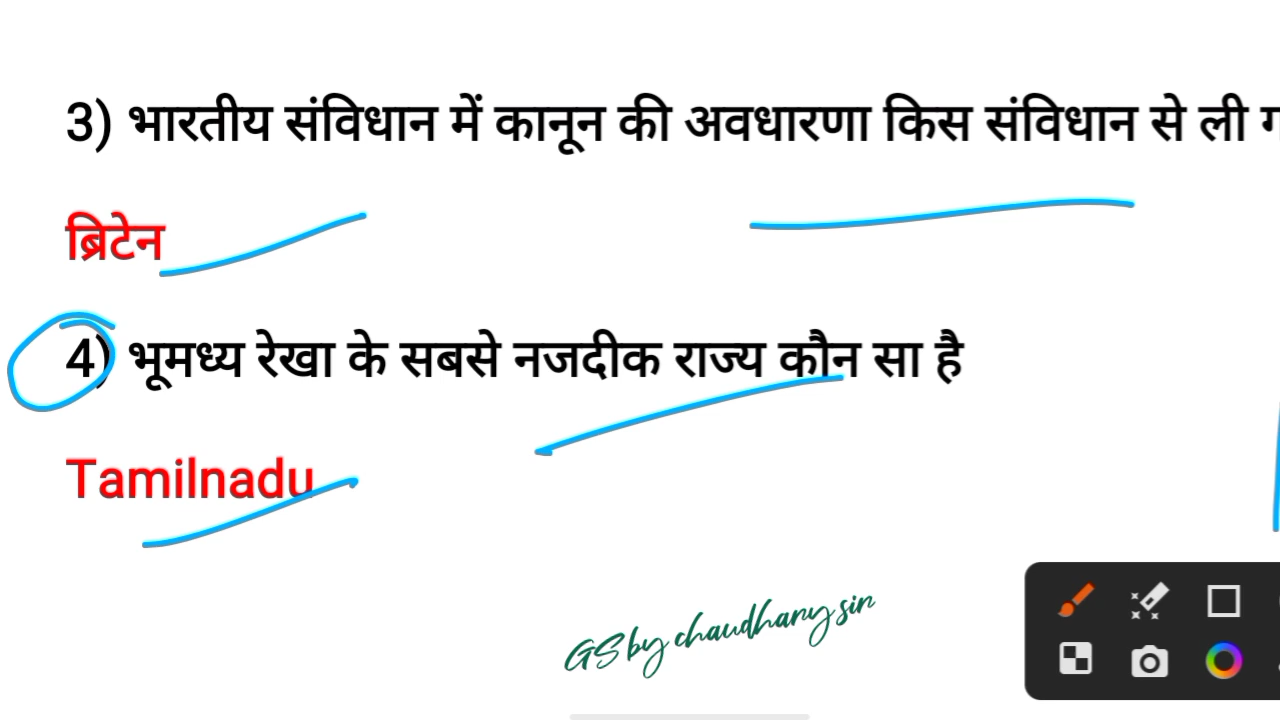 3) भारतीय संविधान में कानून की अवधारणा किस संविधान से ली
ब्रिटेन
4) भूमध्य रेखा के सबसे नजदीक राज्य कौन सा है
Tamilnadu
GS by chaudhary sir